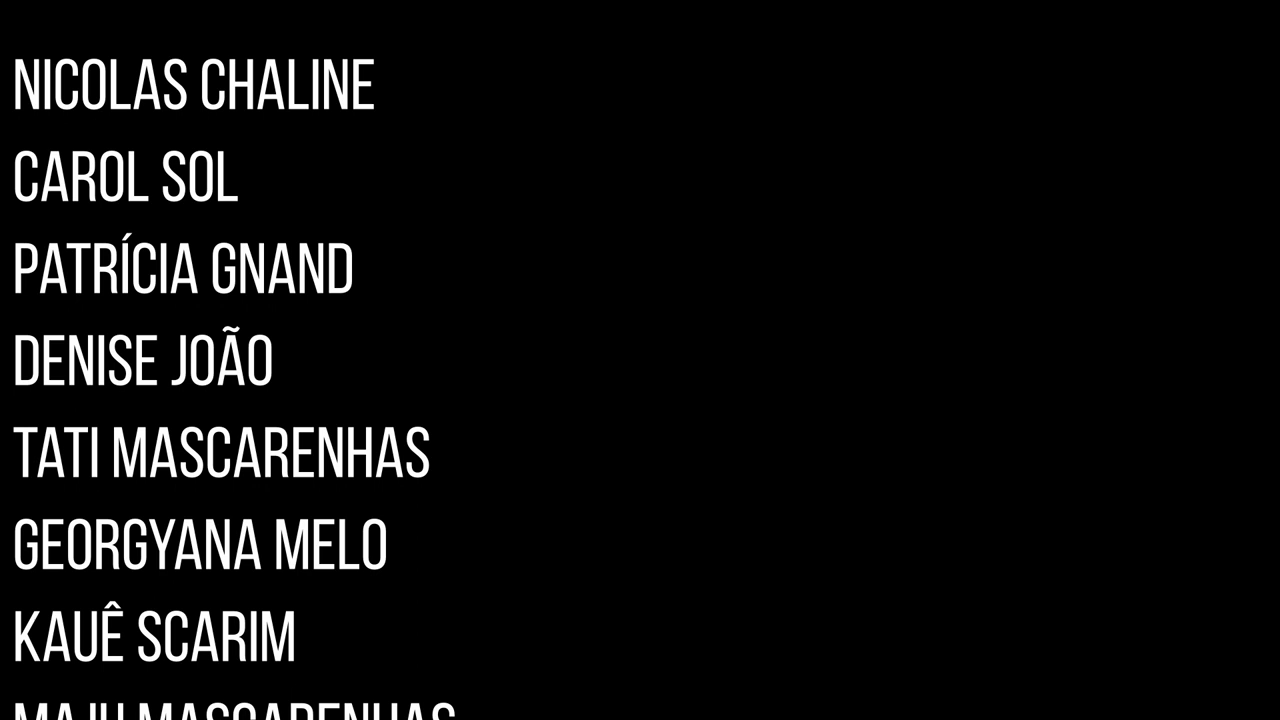 NICOLAS CHALINE
CAROL SOL
PATRÍCIA GNAND
DENISE JOÃO
TATI MASCARENHAS
GEORGYANA MELO
KAUÊ SCARIM
MAJU MASCARENHAS